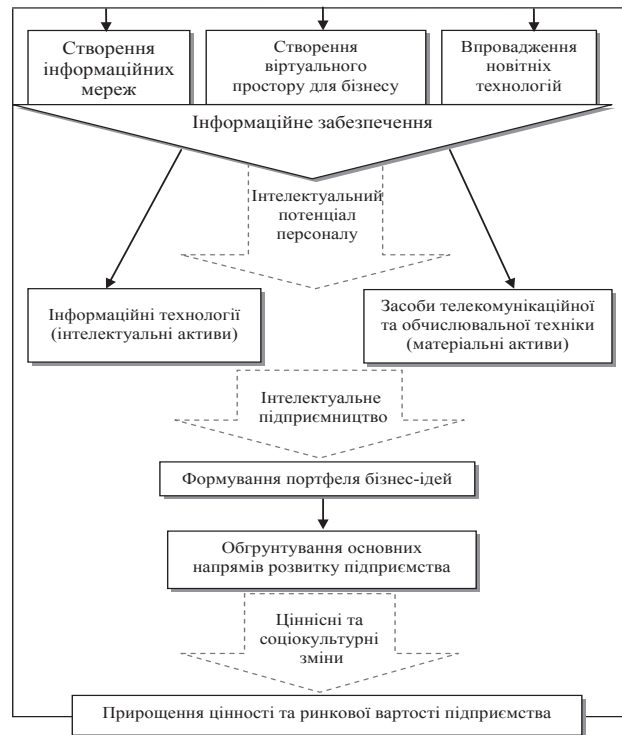 Створення
інформаційних
мереж
Створення
віртуального
простору для бізнесу
Впровадження
новітніх
технологій
Інформаційне забезпечення
Інтелектуальний
потенціал
персоналу
Інформаційні технології
(інтелектуальні активи)
Засоби телекомунікаційної
та обчислювальної техніки
(матеріальні активи)
Інтелектуальне
підприємництво
Формування портфеля бізнес-ідей
Обгрунтування основних
напрямів розвитку підприємства
Ціннісні та
соціокультурні
зміни
Прирощення цінності та ринкової вартості підприємства